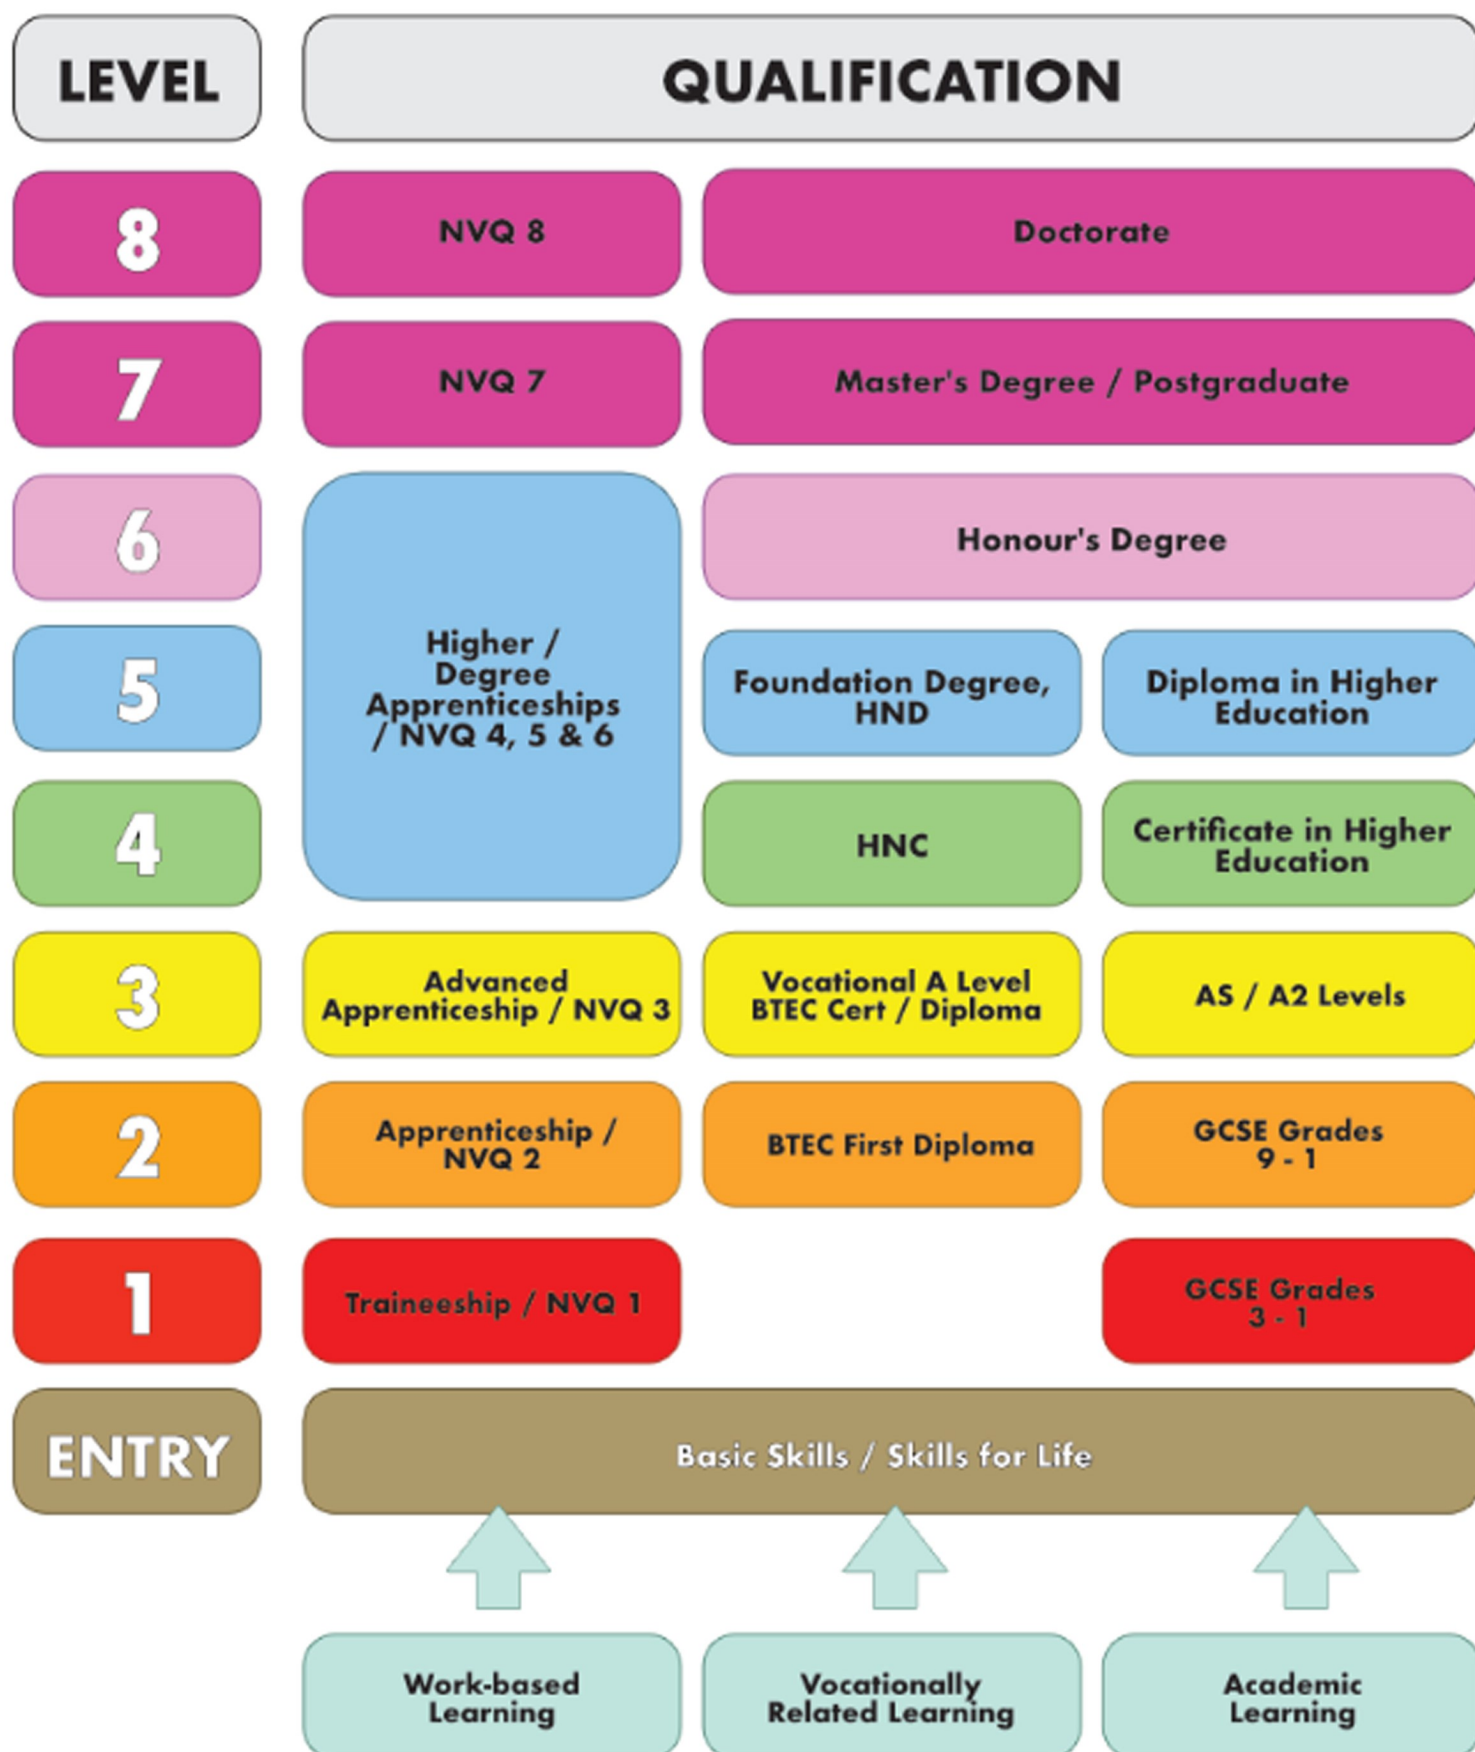 LEVEL
QUALIFICATION
8
NVQ 8
Doctorate
7
NVQ 7
Master's Degree / Postgraduate
6
Honour's Degree
Higher /
Degree
Apprenticeships
/ NVQ 4, 5 & 6
5
Foundation Degree,
HND
Diploma in Higher
Education
4
HNC
Certificate in Higher
Education
3
Advanced
Apprenticeship / NVQ 3
Vocational A Level
BTEC Cert / Diploma
AS / A2 Levels
2
Apprenticeship /
NVQ 2
BTEC First Diploma
GCSE Grades
9 - 1
1
Traineeship / NVQ 1
GCSE Grades
3 - 1
ENTRY
Basic Skills / Skills for Life
Work-based
Learning
Vocationally
Related Learning
Academic
Learning